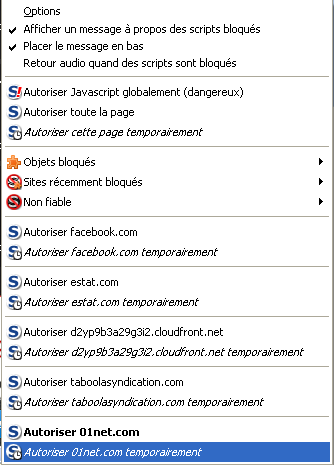 Options
Afficher un message à propos des scripts bloqués
Placer le message en bas
Retour audio quand des scripts sont bloqués
Autoriser Javascript globalement (dangereux)
Autoriser toute la page
Autoriser cette page temporairement
Objets bloqués
Sites récemment bloqués
Non fiable
Autoriser facebook.com
Autoriser facebook.com temporairement
Autoriser estat.com
Autoriser estat.com temporairement
Autoriser d2yp9b3a29g3i2.cloudfront.net
Autoriser d2yp9b3a29g3i2.cloudfront.net temporairement
Autoriser taboolasyndication.com
Autoriser taboolasyndication.com temporairement
Autoriser 01net.com
Autoriser 01net.com temporairement